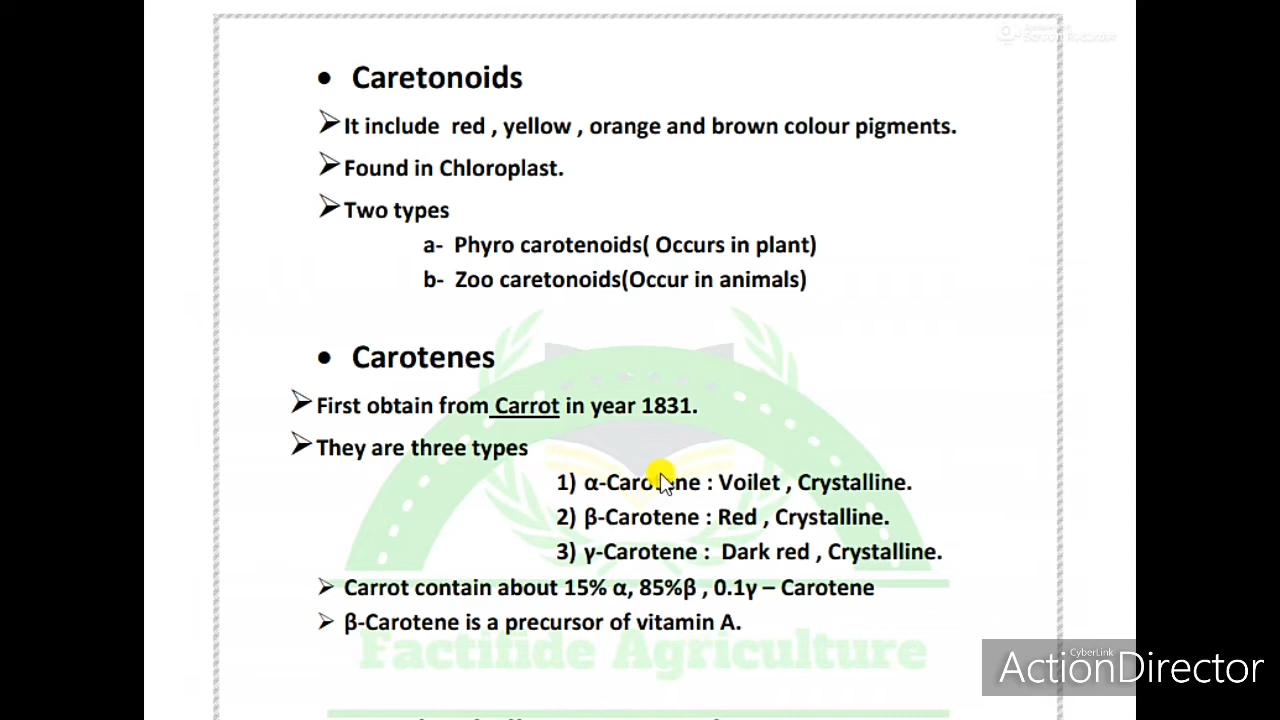 Caretonoids
It include red , yellow , orange and brown colour pigments.
Found in Chloroplast.
Two types
a- Phyro carotenoids( Occurs in plant)
b- Zoo caretonoids(Occur in animals)
Carotenes
First obtain from Carrot in year 1831.
They are three types
1) α-Carotene : Voilet , Crystalline.
2) β-Carotene : Red , Crystalline.
3) γ-Carotene : Dark red , Crystalline.
Carrot contain about 15% α, 85%β , 0.1γ – Carotene
β-Carotene is a precursor of vitamin A.
Factifide Agriculture
CyberLink
ActionDirector
Screen Recorder